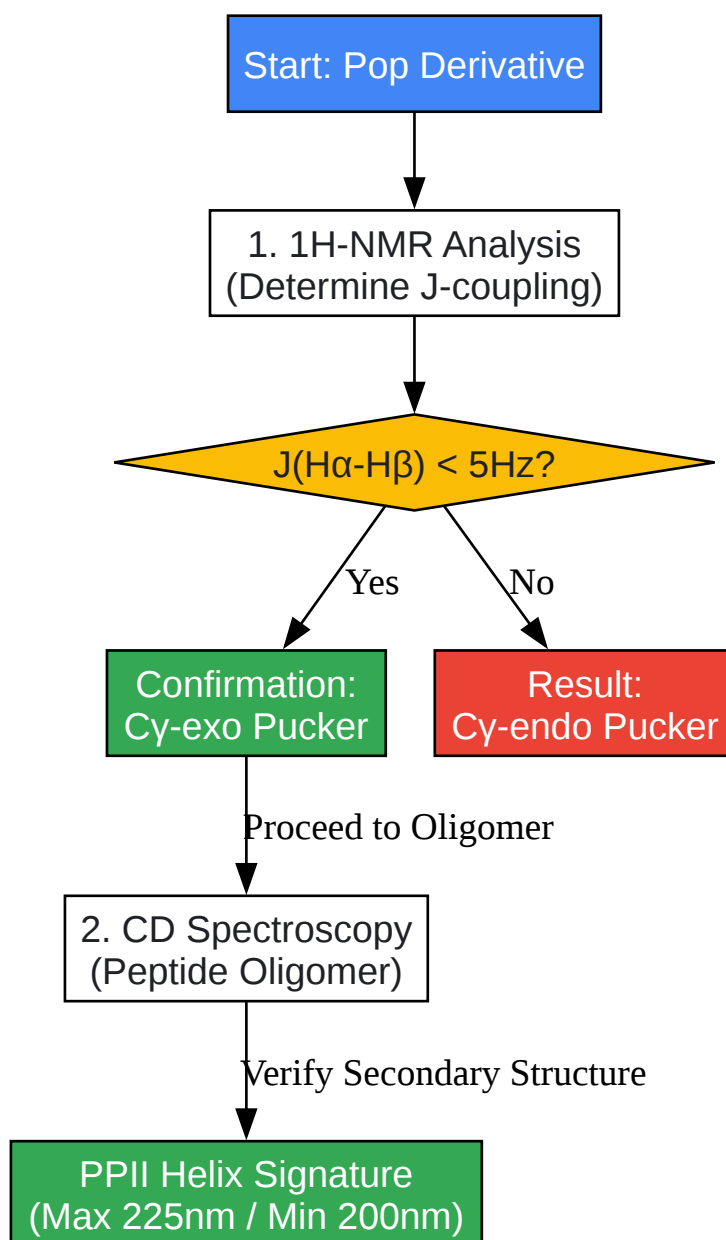 Start: Pop Derivative
1. 1H-NMR Analysis
(Determine J-coupling)
J(Hα-Hβ) < 5Hz?
Yes
No
Confirmation:
Cγ-exo Pucker
Result:
Cγ-endo Pucker
Proceed to Oligomer
2. CD Spectroscopy
(Peptide Oligomer)
Verify Secondary Structure
PPII Helix Signature
(Max 225nm / Min 200nm)